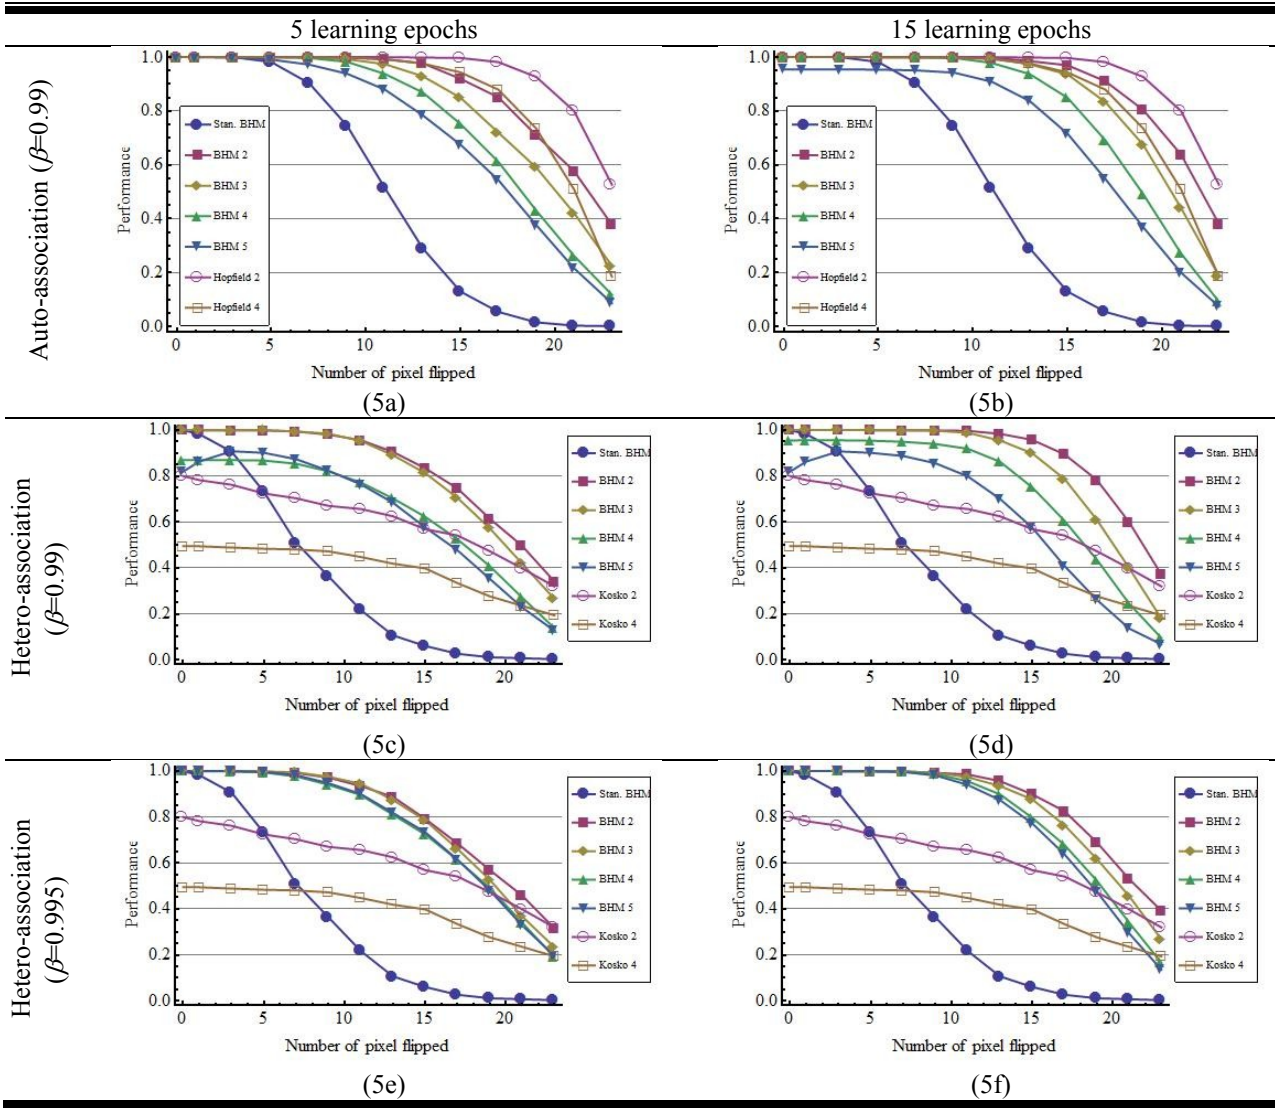 5 learning epochs
15 learning epochs
Auto-association (β=0.99)
1.0
0.8
0.6
0.4
0.2
0.0
Performance
Stan. BHM
BHM 2
BHM 3
BHM 4
BHM 5
Hopfield 2
Hopfield 4
0 5 10 15 20
Number of pixel flipped
(5a)
1.0
0.8
0.6
0.4
0.2
0.0
Performance
Stan. BHM
BHM 2
BHM 3
BHM 4
BHM 5
Hopfield 2
Hopfield 4
0 5 10 15 20
Number of pixel flipped
(5b)
Hetero-association
(β=0.99)
1.0
0.8
0.6
0.4
0.2
0.0
Performance
Stan. BHM
BHM 2
BHM 3
BHM 4
BHM 5
Kosko 2
Kosko 4
0 5 10 15 20
Number of pixel flipped
(5c)
1.0
0.8
0.6
0.4
0.2
0.0
Performance
Stan. BHM
BHM 2
BHM 3
BHM 4
BHM 5
Kosko 2
Kosko 4
0 5 10 15 20
Number of pixel flipped
(5d)
Hetero-association
(β=0.995)
1.0
0.8
0.6
0.4
0.2
0.0
Performance
Stan. BHM
BHM 2
BHM 3
BHM 4
BHM 5
Kosko 2
Kosko 4
0 5 10 15 20
Number of pixel flipped
(5e)
1.0
0.8
0.6
0.4
0.2
0.0
Performance
Stan. BHM
BHM 2
BHM 3
BHM 4
BHM 5
Kosko 2
Kosko 4
0 5 10 15 20
Number of pixel flipped
(5f)